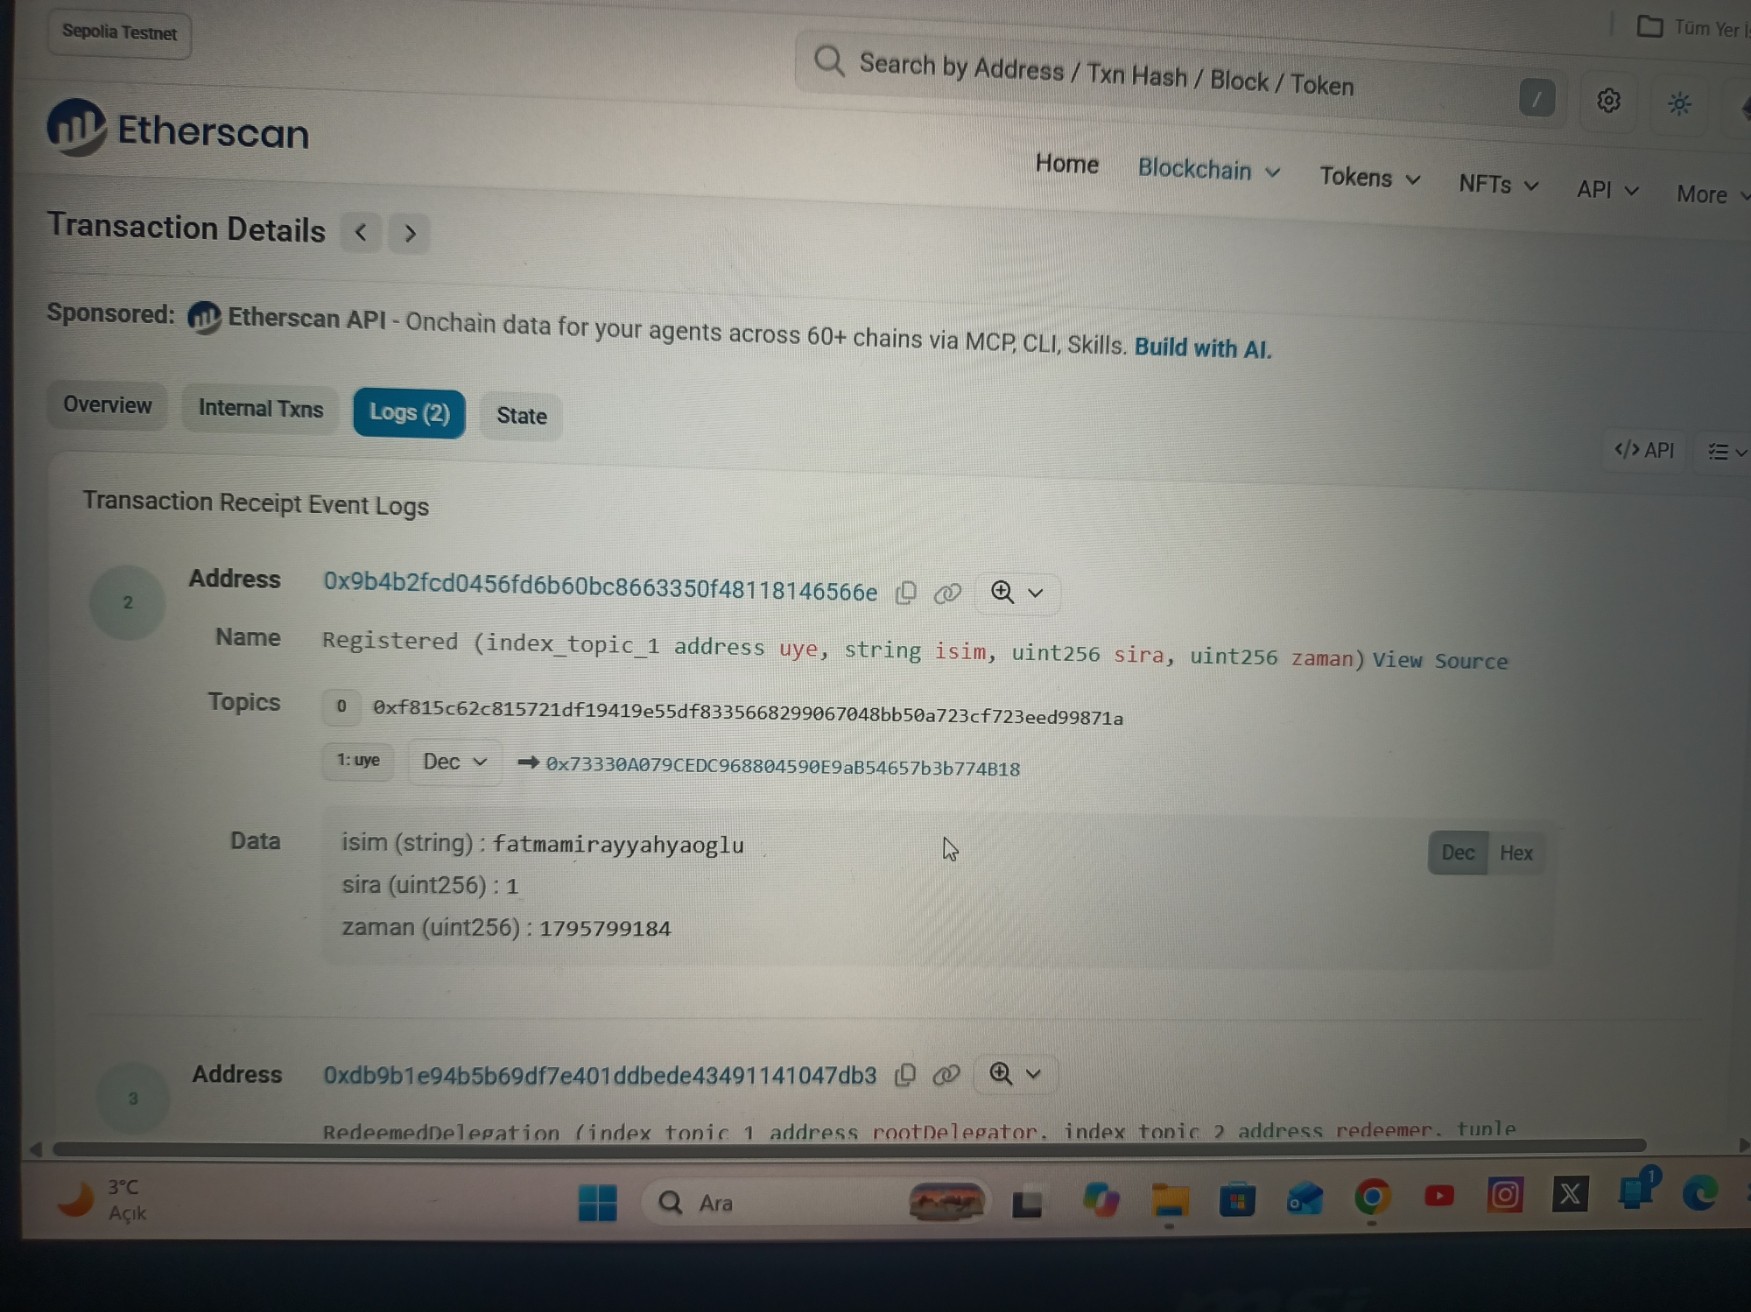 Sepolia Testnet
Tüm Yer
Search by Address / Txn Hash / Block / Token
/
Etherscan
Home Blockchain Tokens NFTs API More
Transaction Details < >
Sponsored: Etherscan API - Onchain data for your agents across 60+ chains via MCP, CLI, Skills. Build with AI.
Overview Internal Txns Logs (2) State
</> API
Transaction Receipt Event Logs
2
Address 0x9b4b2fcd0456fd6b60bc8663350f48118146566e
Name Registered (index_topic_1 address uye, string isim, uint256 sira, uint256 zaman) View Source
Topics 0 0xf815c62c815721df19419e55df8335668299067048bb50a723cf723eed99871a
1: uye Dec → 0x73330A079CEDC968804590E9aB54657b3b774B18
Data isim (string) : fatmamirayyahyaoglu
Dec Hex
sira (uint256) : 1
zaman (uint256) : 1795799184
3
Address 0xdb9b1e94b5b69df7e401ddbede43491141047db3
RedeemedDelegation (index_topic_1 address rootDelegator, index_topic_2 address redeemer, tuple
3°C
Açık
Ara
1